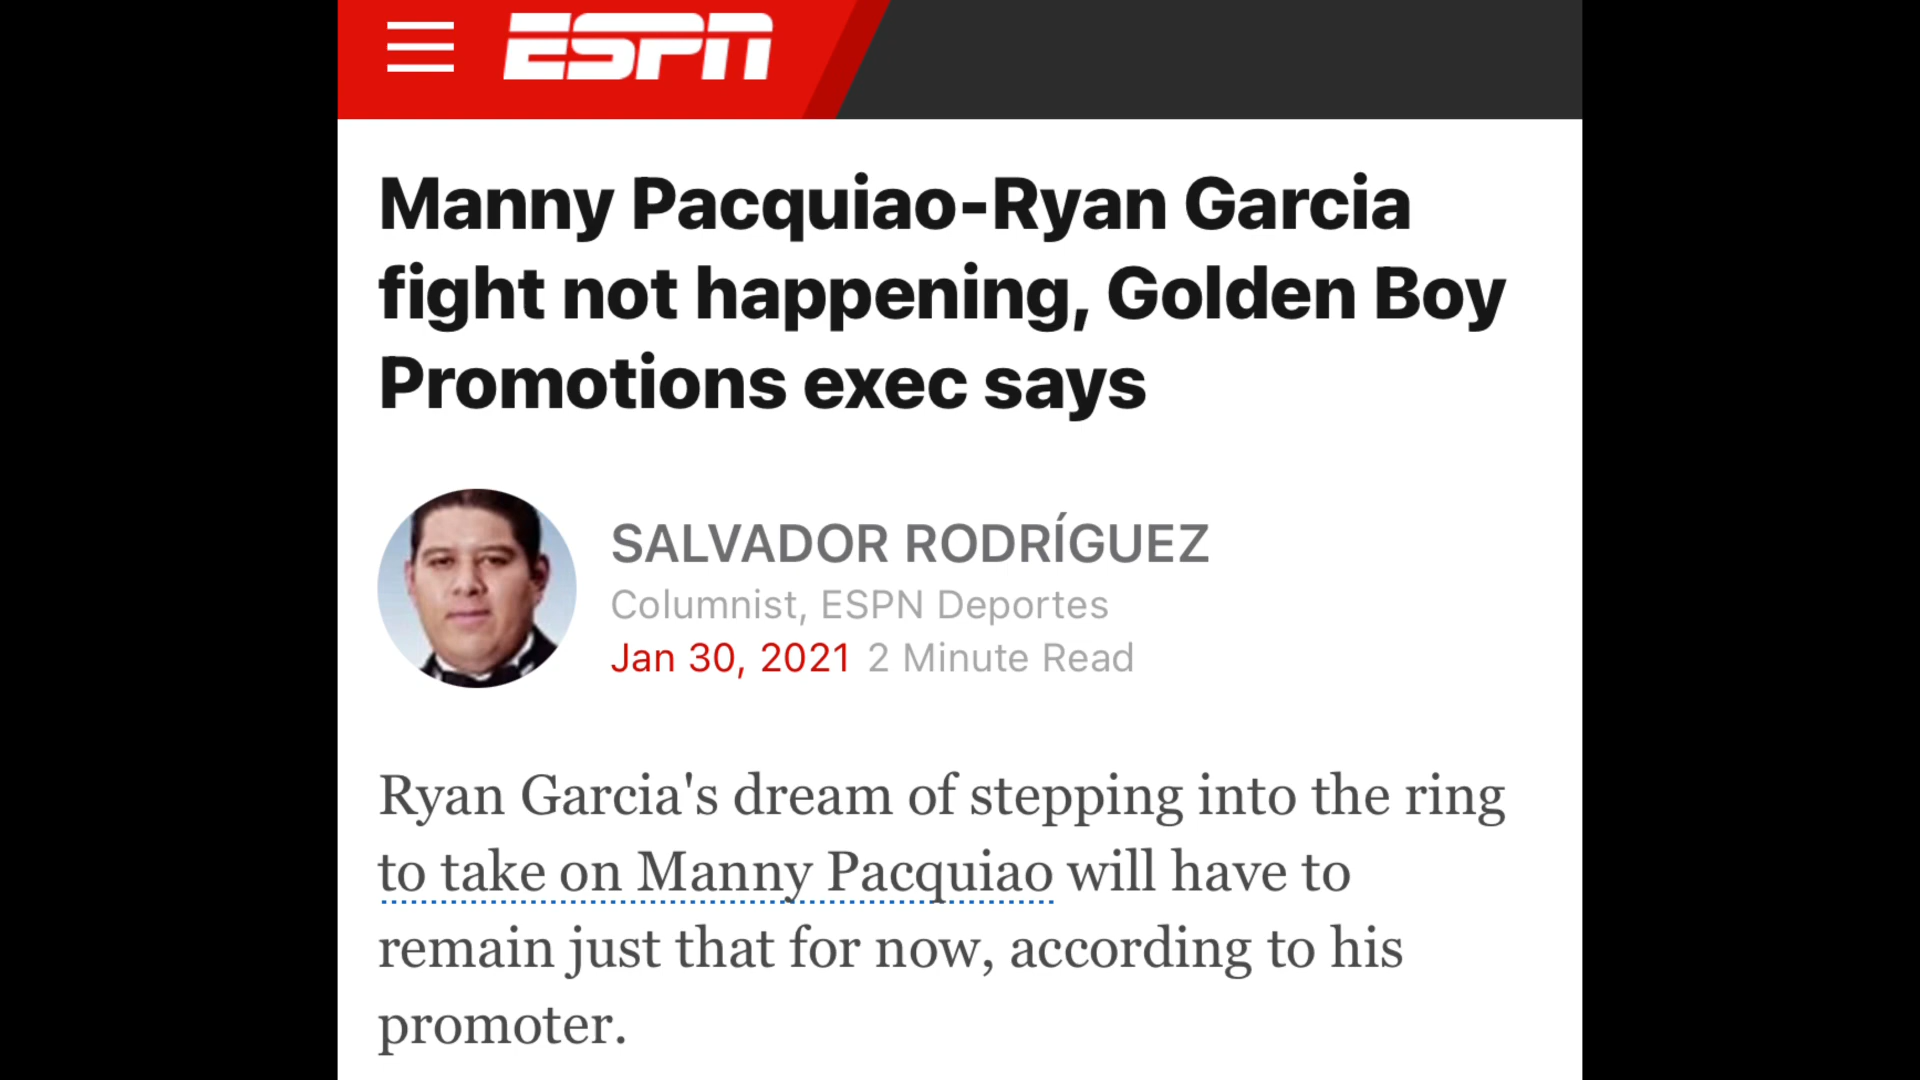 ESPN
Manny Pacquiao-Ryan Garcia
fight not happening, Golden Boy
Promotions exec says
SALVADOR RODRÍGUEZ
Columnist, ESPN Deportes
Jan 30, 2021 2 Minute Read
Ryan Garcia's dream of stepping into the ring
to take on Manny Pacquiao will have to
remain just that for now, according to his
promoter.